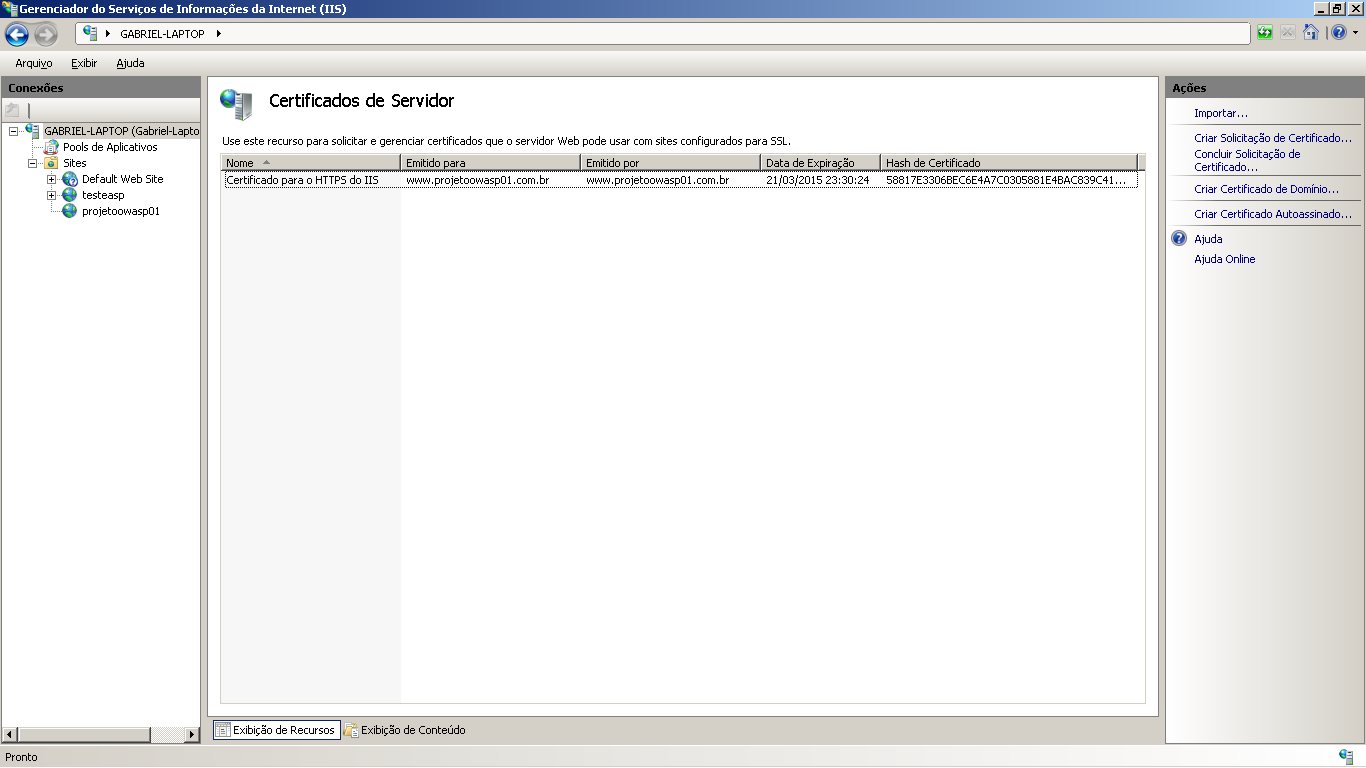 Gerenciador do Serviços de Informações da Internet (IIS)
GABRIEL-LAPTOP
Arquivo Exibir Ajuda
Conexões
GABRIEL-LAPTOP (Gabriel-Lapto
Pools de Aplicativos
Sites
Default Web Site
testeasp
projetoowasp01
Certificados de Servidor
Use este recurso para solicitar e gerenciar certificados que o servidor Web pode usar com sites configurados para SSL.
Nome Emitido para Emitido por Data de Expiração Hash de Certificado
Certificado para o HTTPS do IIS www.projetoowasp01.com.br www.projetoowasp01.com.br 21/03/2015 23:30:24 58817E3306BEC6E4A7C0305881E4BAC839C41...
Exibição de Recursos Exibição de Conteúdo
Ações
Importar...
Criar Solicitação de Certificado...
Concluir Solicitação de
Certificado...
Criar Certificado de Domínio...
Criar Certificado Autoassinado...
Ajuda
Ajuda Online
Pronto